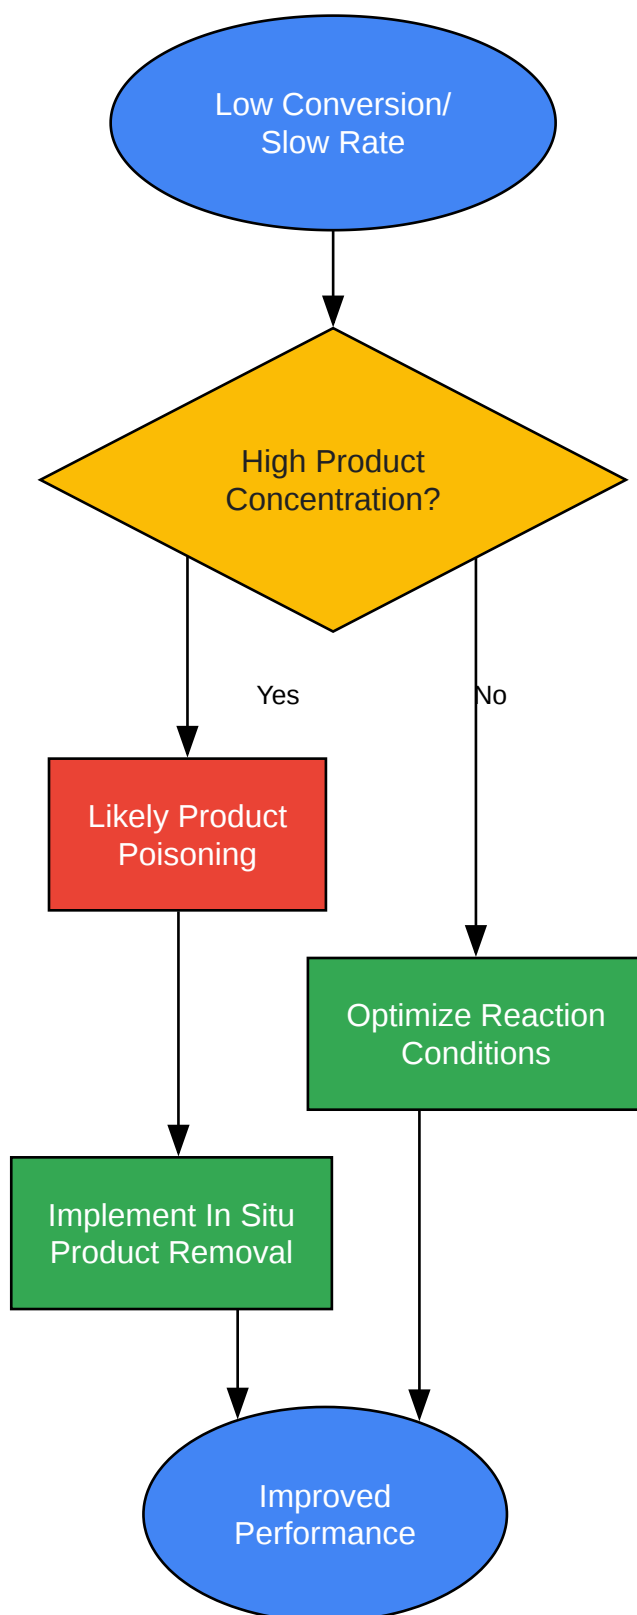 Low Conversion/
Slow Rate
High Product
Concentration?
Yes
No
Likely Product
Poisoning
Optimize Reaction
Conditions
Implement In Situ
Product Removal
Improved
Performance